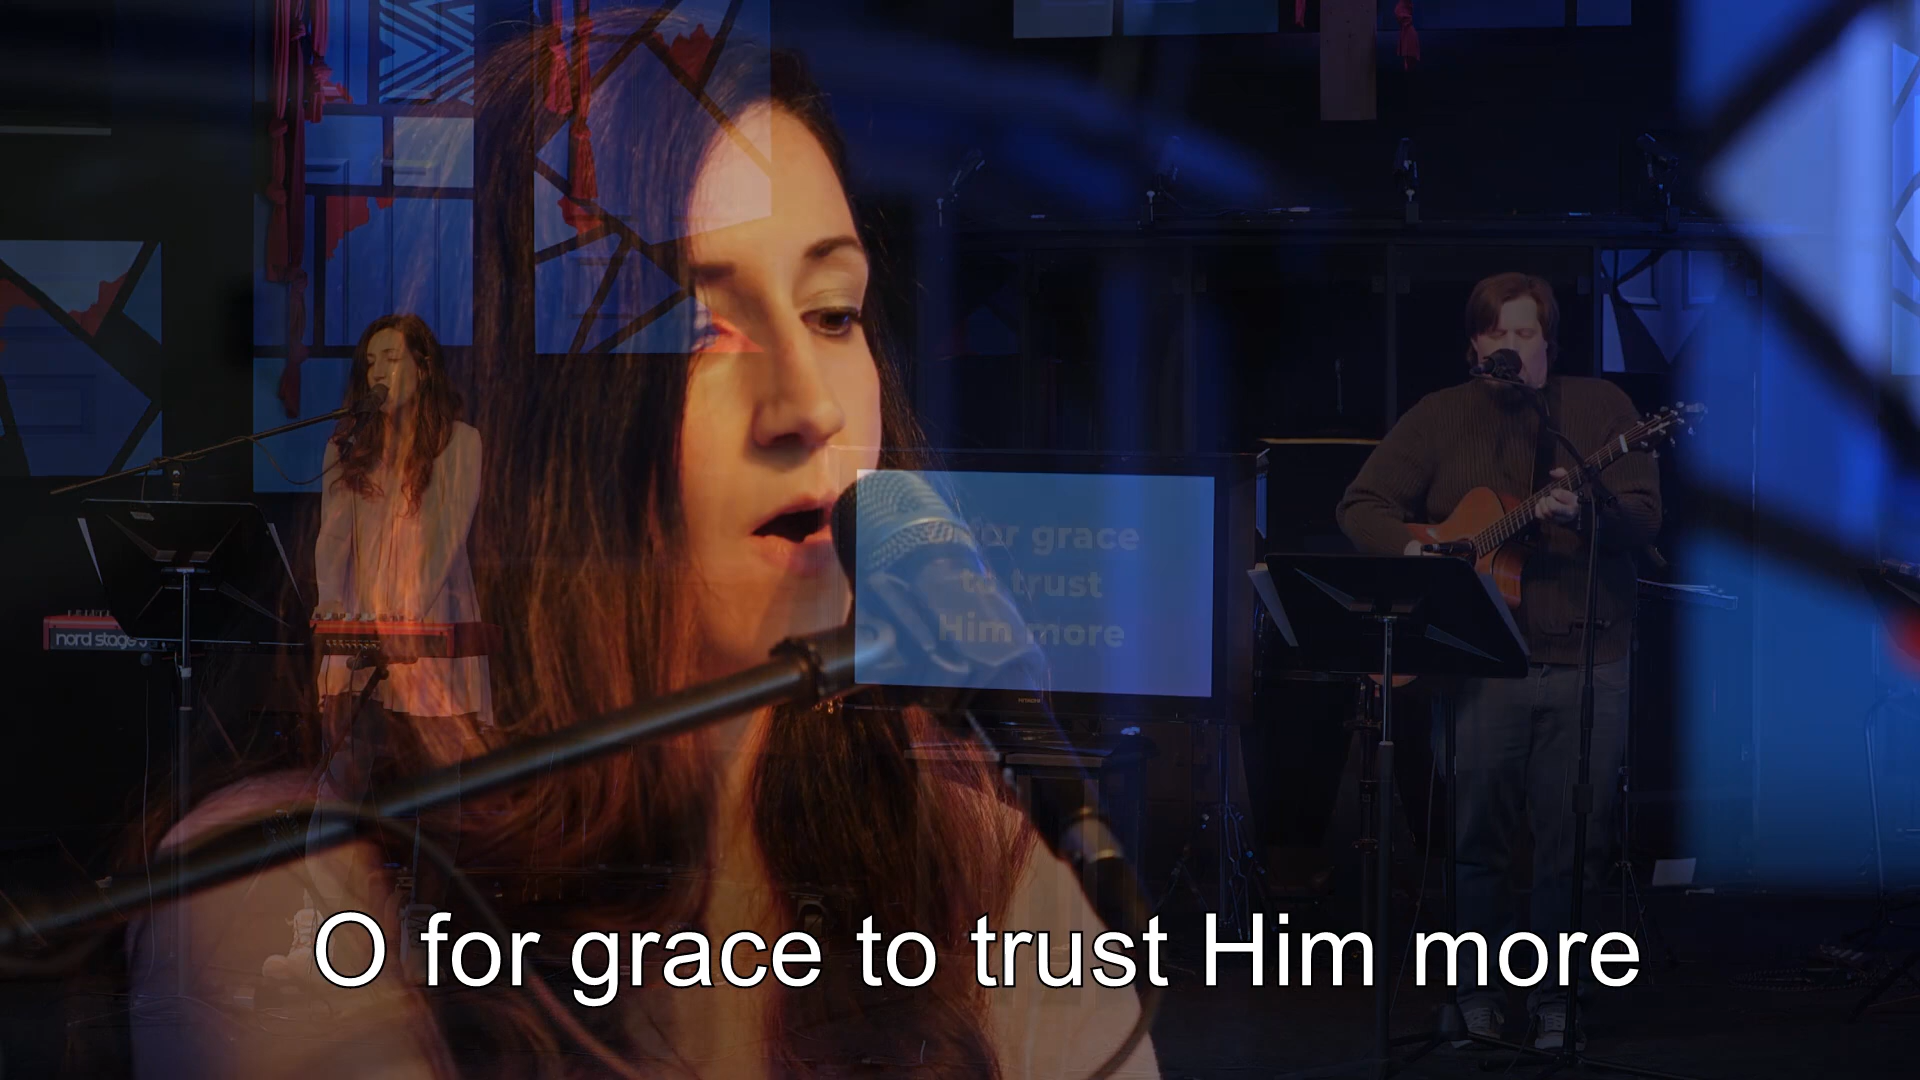 for grace
to trust
Him more
nord stage 3
O for grace to trust Him more